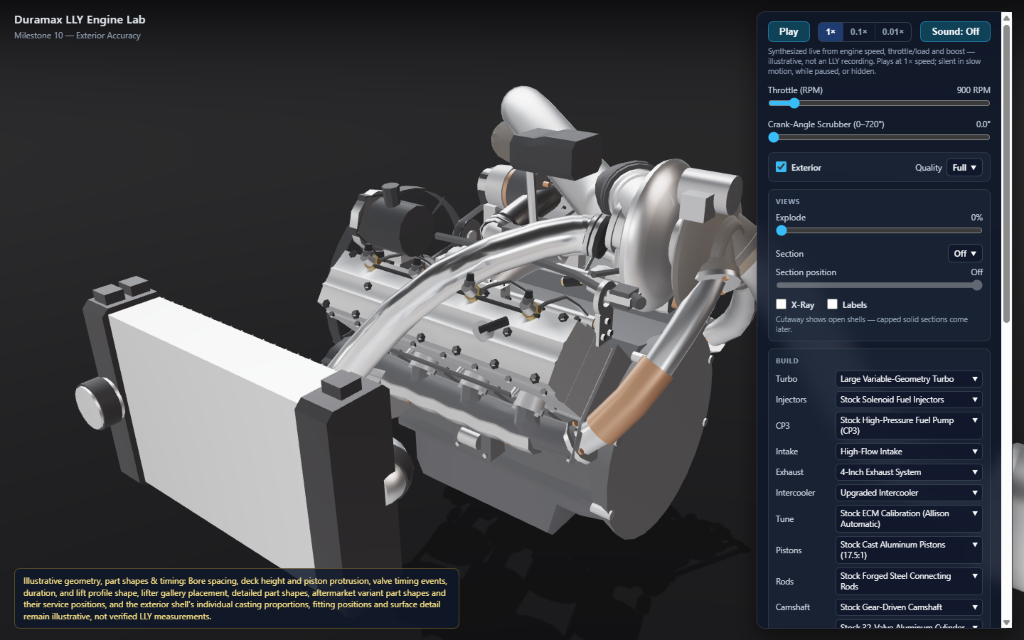 Duramax LLY Engine Lab
Milestone 10 — Exterior Accuracy
Play
1×
0.1×
0.01×
Sound: Off
Synthesized live from engine speed, throttle/load and boost —
illustrative, not an LLY recording. Plays at 1× speed; silent in slow
motion, while paused, or hidden.
Throttle (RPM)
900 RPM
Crank-Angle Scrubber (0–720°)
0.0°
Exterior
Quality
Full
VIEWS
Explode
0%
Section
Off
Section position
Off
X-Ray
Labels
Cutaway shows open shells — capped solid sections come
later.
BUILD
Turbo
Large Variable-Geometry Turbo
Injectors
Stock Solenoid Fuel Injectors
CP3
Stock High-Pressure Fuel Pump
(CP3)
Intake
High-Flow Intake
Exhaust
4-Inch Exhaust System
Intercooler
Upgraded Intercooler
Tune
Stock ECM Calibration (Allison
Automatic)
Pistons
Stock Cast Aluminum Pistons
(17.5:1)
Rods
Stock Forged Steel Connecting
Rods
Camshaft
Stock Gear-Driven Camshaft
Stock 32-Valve Aluminum Cylinder
Illustrative geometry, part shapes & timing: Bore spacing, deck height and piston protrusion, valve timing events,
duration, and lift profile shape, lifter gallery placement, detailed part shapes, aftermarket variant part shapes and
their service positions, and the exterior shell's individual casting proportions, fitting positions and surface detail
remain illustrative, not verified LLY measurements.